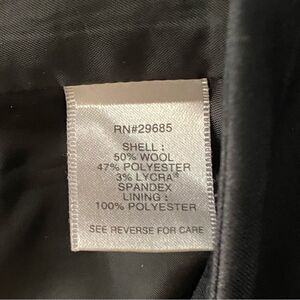 RN#29685
SHELL :
50% WOOL
47% POLYESTER
3% LYCRA®
SPANDEX
LINING :
100% POLYESTER
SEE REVERSE FOR CARE